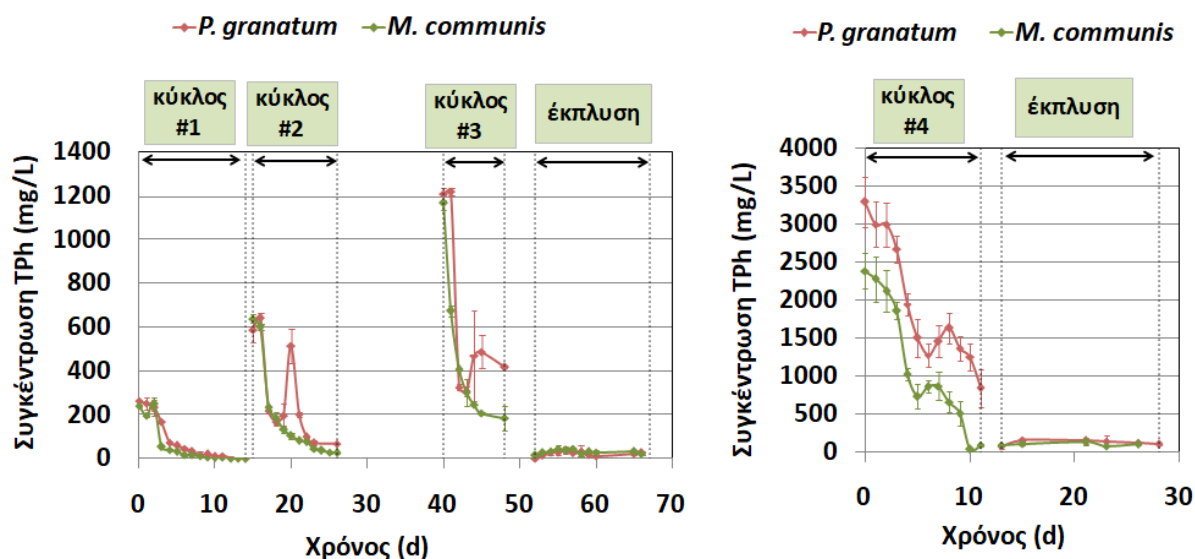 P. granatum M. communis
κύκλος #1
κύκλος #2
κύκλος #3
έκπλυση
Συγκέντρωση TPh (mg/L)
1400
1200
1000
800
600
400
200
0
0 10 20 30 40 50 60 70
Χρόνος (d)
P. granatum M. communis
κύκλος #4
έκπλυση
Συγκέντρωση TPh (mg/L)
4000
3500
3000
2500
2000
1500
1000
500
0
0 10 21 30
Χρόνος (d)